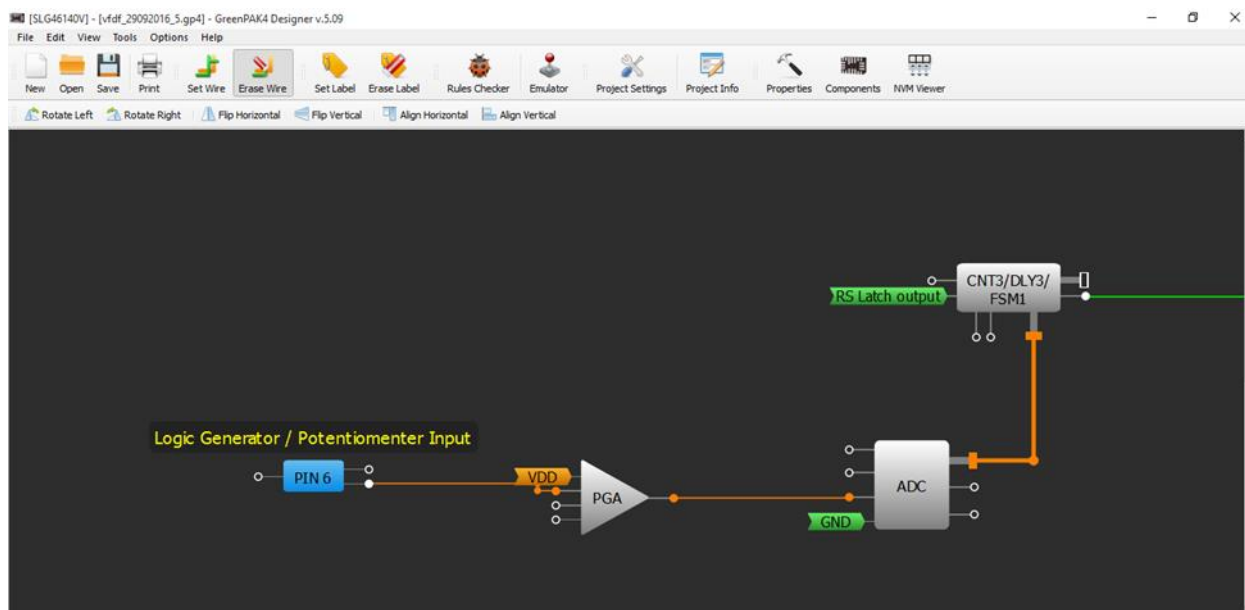 [SLG46140V] - [vfdf_29092016_5.gp4] - GreenPAK4 Designer v.5.09
File Edit View Tools Options Help
New Open Save Print Set Wire Erase Wire Set Label Erase Label Rules Checker Emulator Project Settings Project Info Properties Components NVM Viewer
Rotate Left Rotate Right Flip Horizontal Flip Vertical Align Horizontal Align Vertical
CNT3/DLY3/
FSM1
RS Latch output
Logic Generator / Potentiomenter Input
PIN 6
VDD
PGA
ADC
GND